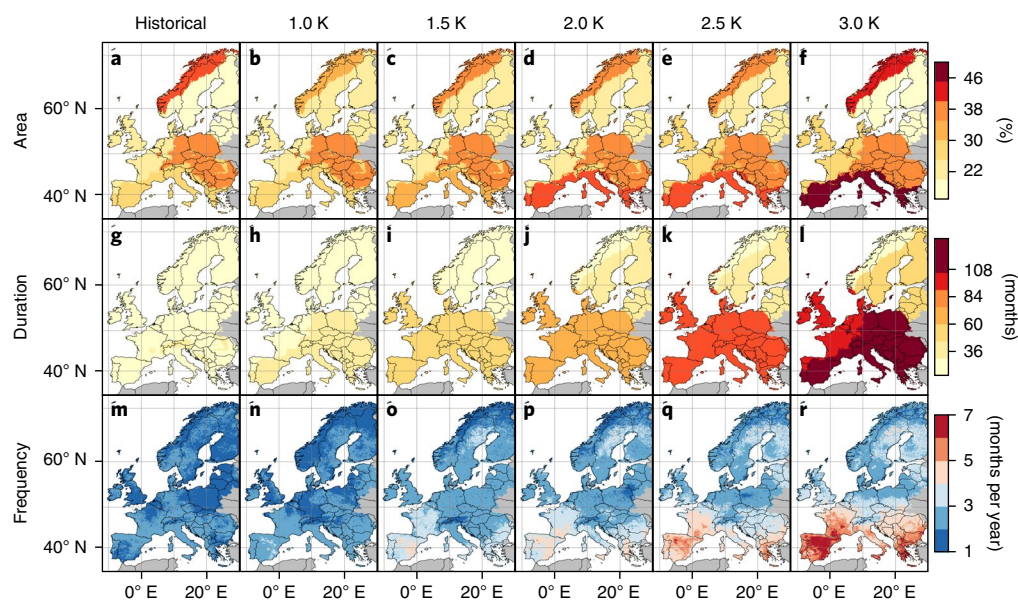 Historical 1.0 K 1.5 K 2.0 K 2.5 K 3.0 K
a b c d e f
Area
60° N
40° N
46
38
30
22
(%)
g h i j k l
Duration
60° N
40° N
108
84
60
36
(months)
m n o p q r
Frequency
60° N
40° N
7
5
3
1
(months per year)
0° E 20° E 0° E 20° E 0° E 20° E 0° E 20° E 0° E 20° E 0° E 20° E